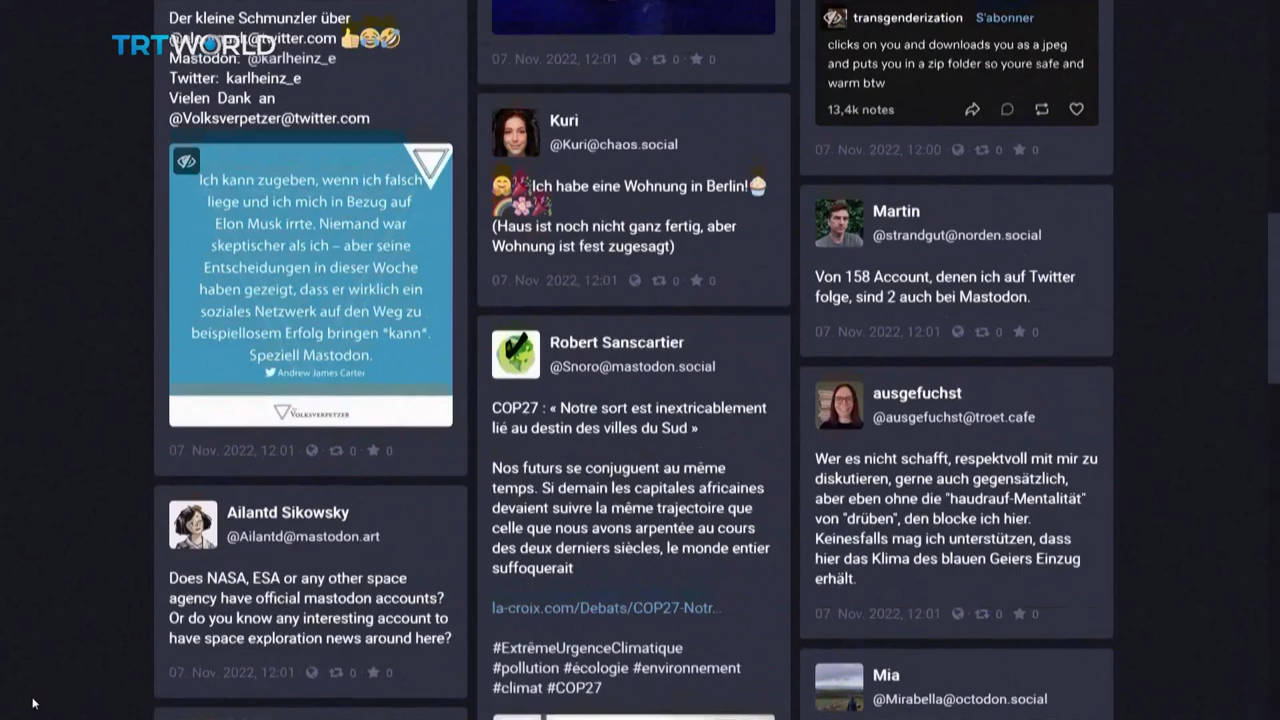 TRT WORLD
Der kleine Schmunzler über
@elonmusk@twitter.com 👍😂🤣
Mastodon: @karlheinz_e
Twitter: karlheinz_e
Vielen Dank an
@Volksverpetzer@twitter.com
Ich kann zugeben, wenn ich falsch
liege und ich mich in Bezug auf
Elon Musk irrte. Niemand war
skeptischer als ich – aber seine
Entscheidungen in dieser Woche
haben gezeigt, dass er wirklich ein
soziales Netzwerk auf den Weg zu
beispiellosem Erfolg bringen *kann*.
Speziell Mastodon.
Andrew James Carter
VOLKSVERPETZER
07. Nov. 2022, 12:01 · 0 · 0
Ailantd Sikowsky
@Ailantd@mastodon.art
Does NASA, ESA or any other space
agency have official mastodon accounts?
Or do you know any interesting account to
have space exploration news around here?
07. Nov. 2022, 12:01 · 0 · 0
07. Nov. 2022, 12:01 · 0 · 0
Kuri
@Kuri@chaos.social
🤗🎉Ich habe eine Wohnung in Berlin!🧁
🌈🌸🎉
(Haus ist noch nicht ganz fertig, aber
Wohnung ist fest zugesagt)
07. Nov. 2022, 12:01 · 0 · 0
Robert Sanscartier
@Snoro@mastodon.social
COP27 : « Notre sort est inextricablement
lié au destin des villes du Sud »
Nos futurs se conjuguent au même
temps. Si demain les capitales africaines
devaient suivre la même trajectoire que
celle que nous avons arpentée au cours
des deux derniers siècles, le monde entier
suffoquerait
la-croix.com/Debats/COP27-Notr...
#ExtrêmeUrgenceClimatique
#pollution #écologie #environnement
#climat #COP27
transgenderization S'abonner
clicks on you and downloads you as a jpeg
and puts you in a zip folder so youre safe and
warm btw
13,4k notes
07. Nov. 2022, 12:00 · 0 · 0
Martin
@strandgut@norden.social
Von 158 Account, denen ich auf Twitter
folge, sind 2 auch bei Mastodon.
07. Nov. 2022, 12:01 · 0 · 0
ausgefuchst
@ausgefuchst@troet.cafe
Wer es nicht schafft, respektvoll mit mir zu
diskutieren, gerne auch gegensätzlich,
aber eben ohne die "haudrauf-Mentalität"
von "drüben", den blocke ich hier.
Keinesfalls mag ich unterstützen, dass
hier das Klima des blauen Geiers Einzug
erhält.
07. Nov. 2022, 12:01 · 0 · 0
Mia
@Mirabella@octodon.social